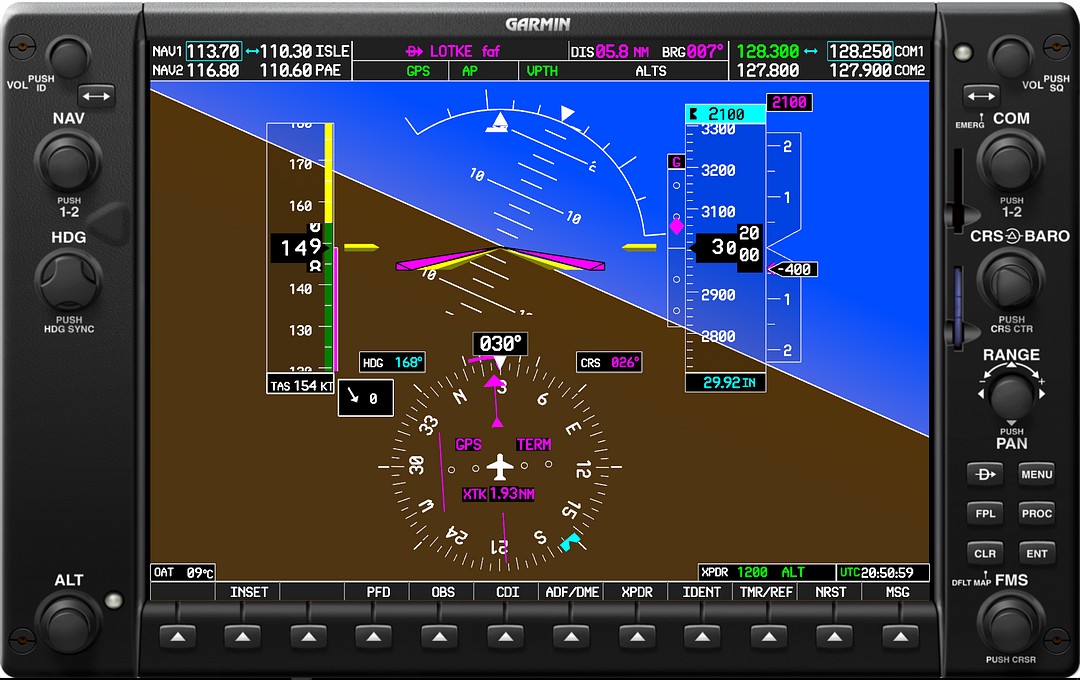 GARMIN
NAV1 113.70 ↔ 110.30 ISLE
NAV2 116.80 110.60 PAE
LOTKE faf
DIS 05.8 NM BRG 007°
GPS AP VPTH ALTS
128.300 ↔ 128.250 COM1
127.800 127.900 COM2
VOL PUSH ID
NAV
PUSH
1-2
HDG
PUSH
HDG SYNC
ALT
170
160
149
140
130
TAS 154 KT
10 10
10
2100
2100
3300
3200
3100
3000
20
2900
2800
29.92 IN
G
2
1
-400
1
2
030°
HDG 168°
CRS 026°
0
N 3 6 E 12 15 S 21 24 W 30 33
GPS TERM
XTK 1.93NM
OAT 09°C
XPDR 1200 ALT
UTC 20:50:59
INSET PFD OBS CDI ADF/DME XPDR IDENT TMR/REF NRST MSG
VOL PUSH SQ
EMERG COM
PUSH
1-2
CRS BARO
PUSH
CRS CTR
RANGE
- +
PUSH
PAN
D MENU
FPL PROC
CLR ENT
DFLT MAP FMS
PUSH CRSR